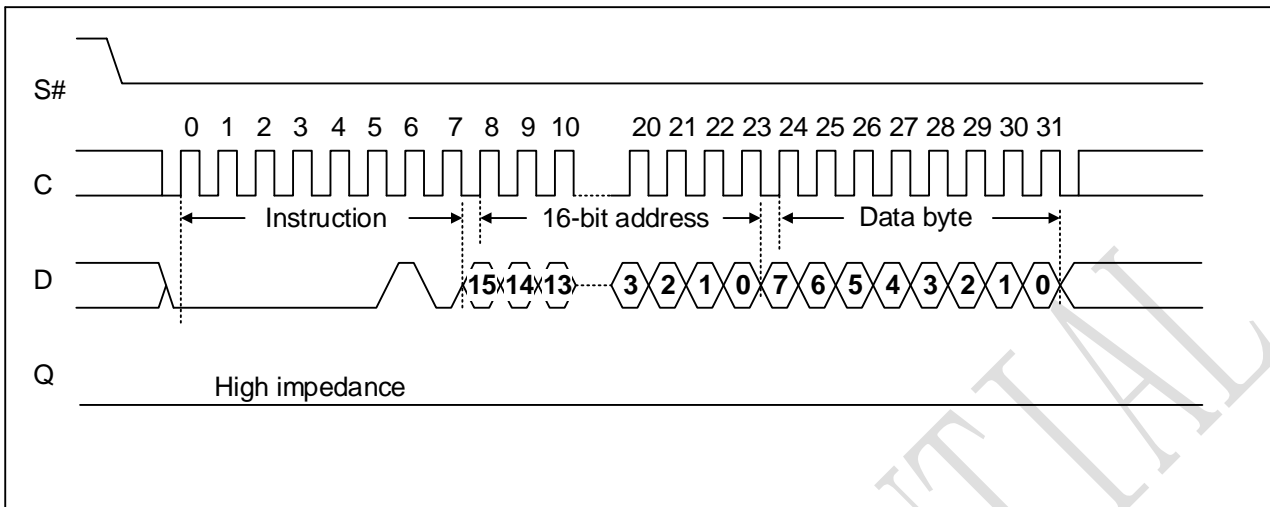 S#
0 1 2 3 4 5 6 7 8 9 10 20 21 22 23 24 25 26 27 28 29 30 31
C
Instruction 16-bit address Data byte
D
15 14 13 3 2 1 0 7 6 5 4 3 2 1 0
Q
High impedance